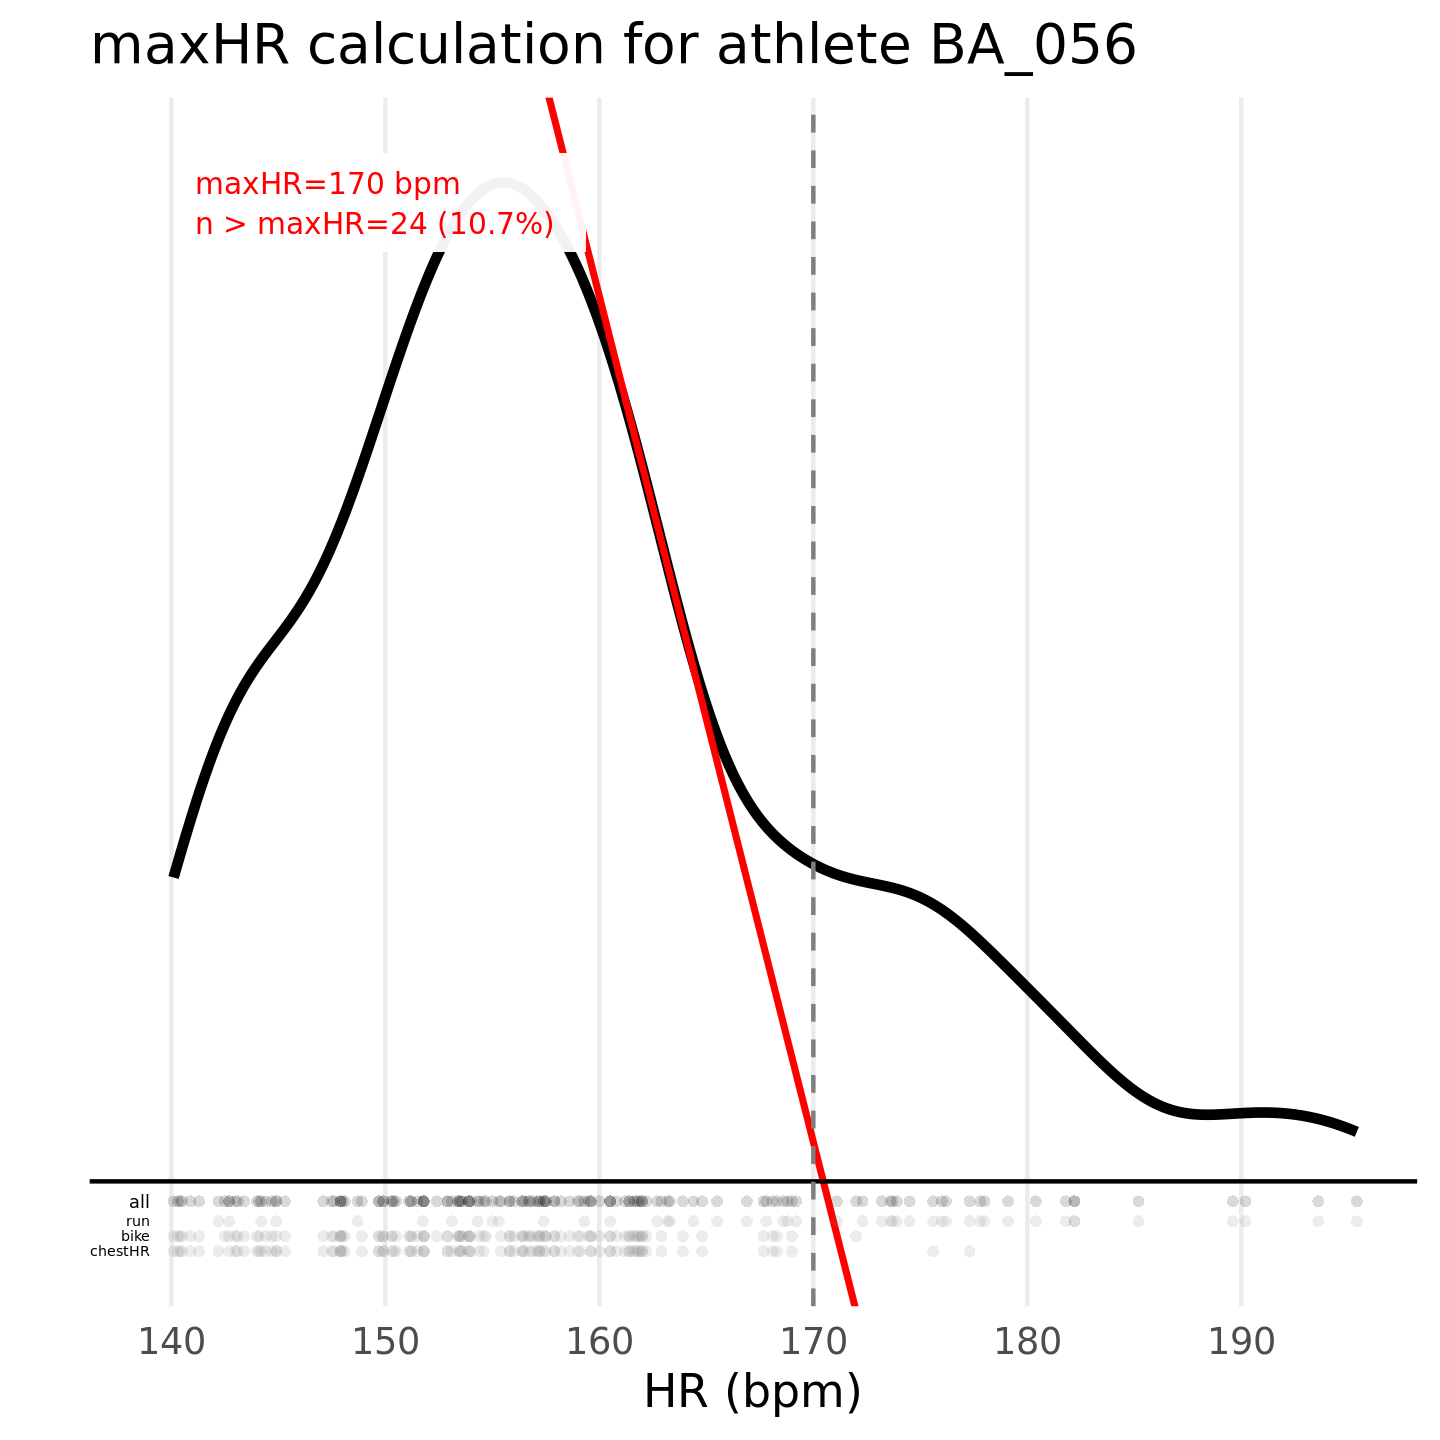 maxHR calculation for athlete BA_056
maxHR=170 bpm
n > maxHR=24 (10.7%)
all
run
bike
chestHR
140 150 160 170 180 190
HR (bpm)